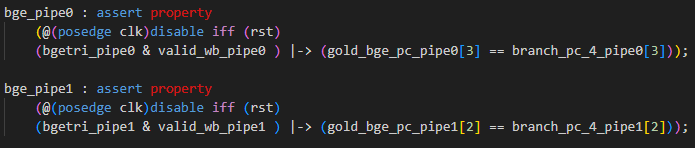 bge_pipe0 : assert property
(@(posedge clk)disable iff (rst)
(bgetri_pipe0 & valid_wb_pipe0 ) |-> (gold_bge_pc_pipe0[3] == branch_pc_4_pipe0[3]));
bge_pipe1 : assert property
(@(posedge clk)disable iff (rst)
(bgetri_pipe1 & valid_wb_pipe1 ) |-> (gold_bge_pc_pipe1[2] == branch_pc_4_pipe1[2]));